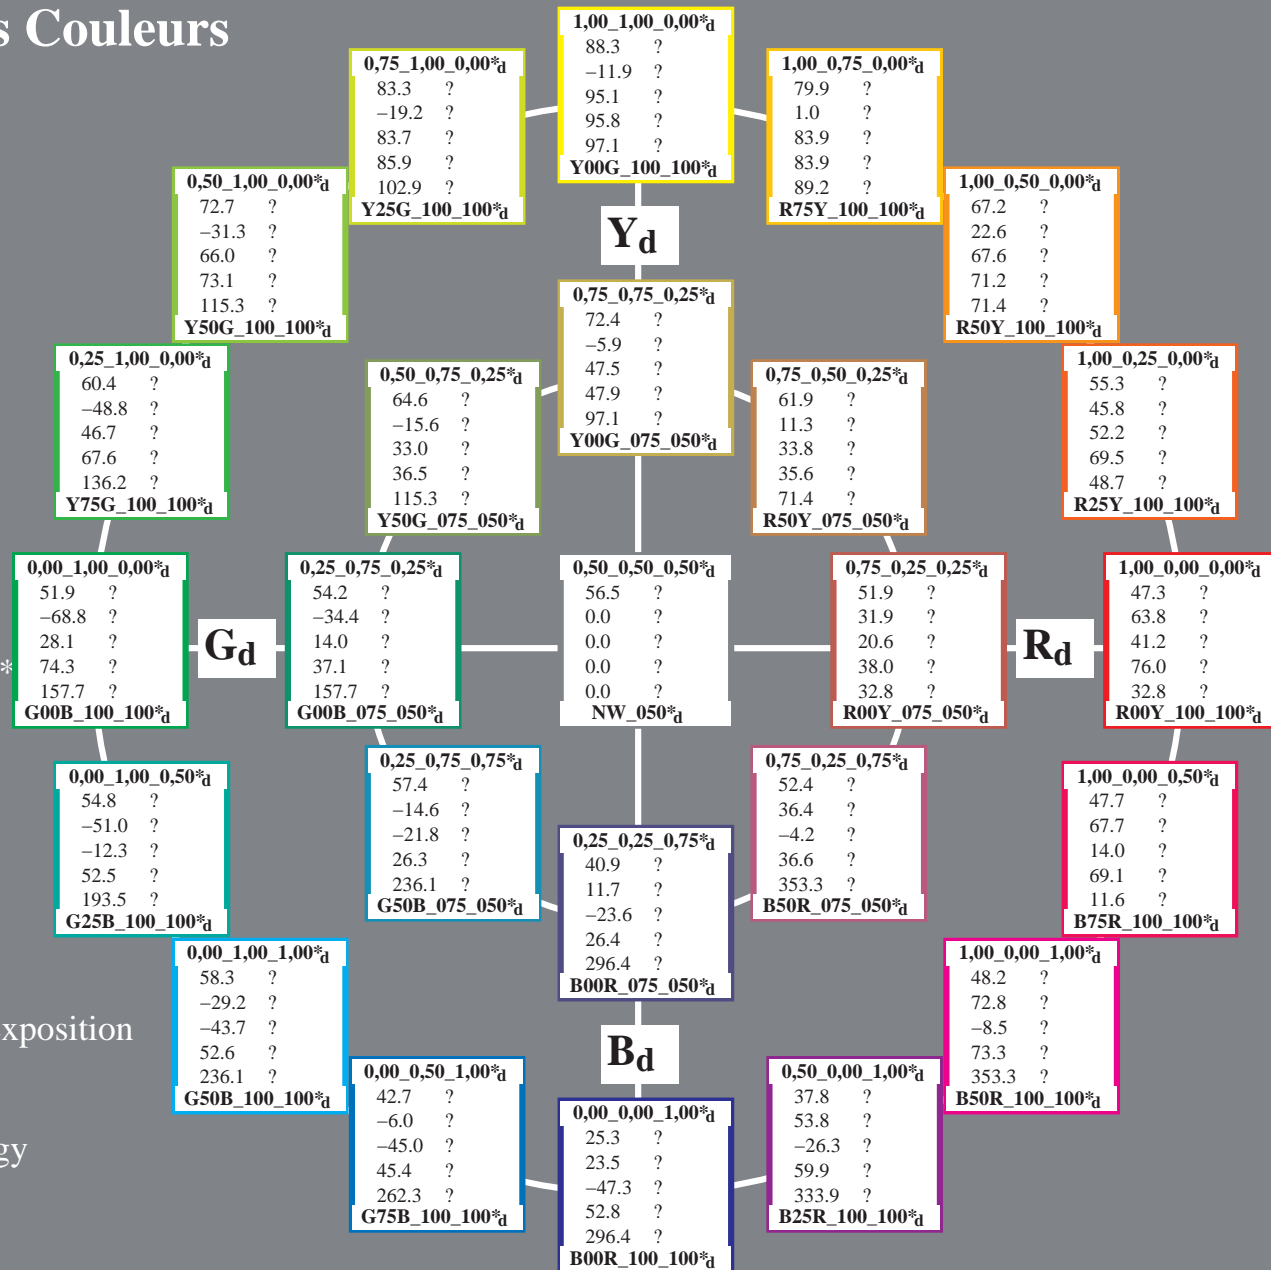 s Couleurs
1,00_1,00_0,00*d
88.3 ?
−11.9 ?
95.1 ?
95.8 ?
97.1 ?
Y00G_100_100*d
0,75_1,00_0,00*d
83.3 ?
−19.2 ?
83.7 ?
85.9 ?
102.9 ?
Y25G_100_100*d
1,00_0,75_0,00*d
79.9 ?
1.0 ?
83.9 ?
83.9 ?
89.2 ?
R75Y_100_100*d
0,50_1,00_0,00*d
72.7 ?
−31.3 ?
66.0 ?
73.1 ?
115.3 ?
Y50G_100_100*d
1,00_0,50_0,00*d
67.2 ?
22.6 ?
67.6 ?
71.2 ?
71.4 ?
R50Y_100_100*d
Yd
0,75_0,75_0,25*d
72.4 ?
−5.9 ?
47.5 ?
47.9 ?
97.1 ?
Y00G_075_050*d
0,25_1,00_0,00*d
60.4 ?
−48.8 ?
46.7 ?
67.6 ?
136.2 ?
Y75G_100_100*d
0,50_0,75_0,25*d
64.6 ?
−15.6 ?
33.0 ?
36.5 ?
115.3 ?
Y50G_075_050*d
0,75_0,50_0,25*d
61.9 ?
11.3 ?
33.8 ?
35.6 ?
71.4 ?
R50Y_075_050*d
1,00_0,25_0,00*d
55.3 ?
45.8 ?
52.2 ?
69.5 ?
48.7 ?
R25Y_100_100*d
*
0,00_1,00_0,00*d
51.9 ?
−68.8 ?
28.1 ?
74.3 ?
157.7 ?
G00B_100_100*d
Gd
0,25_0,75_0,25*d
54.2 ?
−34.4 ?
14.0 ?
37.1 ?
157.7 ?
G00B_075_050*d
0,50_0,50_0,50*d
56.5 ?
0.0 ?
0.0 ?
0.0 ?
0.0 ?
NW_050*d
0,75_0,25_0,25*d
51.9 ?
31.9 ?
20.6 ?
38.0 ?
32.8 ?
R00Y_075_050*d
Rd
1,00_0,00_0,00*d
47.3 ?
63.8 ?
41.2 ?
76.0 ?
32.8 ?
R00Y_100_100*d
0,00_1,00_0,50*d
54.8 ?
−51.0 ?
−12.3 ?
52.5 ?
193.5 ?
G25B_100_100*d
0,25_0,75_0,75*d
57.4 ?
−14.6 ?
−21.8 ?
26.3 ?
236.1 ?
G50B_075_050*d
0,75_0,25_0,75*d
52.4 ?
36.4 ?
−4.2 ?
36.6 ?
353.3 ?
B50R_075_050*d
1,00_0,00_0,50*d
47.7 ?
67.7 ?
14.0 ?
69.1 ?
11.6 ?
B75R_100_100*d
0,25_0,25_0,75*d
40.9 ?
11.7 ?
−23.6 ?
26.4 ?
296.4 ?
B00R_075_050*d
0,00_1,00_1,00*d
58.3 ?
−29.2 ?
−43.7 ?
52.6 ?
236.1 ?
G50B_100_100*d
1,00_0,00_1,00*d
48.2 ?
72.8 ?
−8.5 ?
73.3 ?
353.3 ?
B50R_100_100*d
xposition
Bd
0,00_0,50_1,00*d
42.7 ?
−6.0 ?
−45.0 ?
45.4 ?
262.3 ?
G75B_100_100*d
0,50_0,00_1,00*d
37.8 ?
53.8 ?
−26.3 ?
59.9 ?
333.9 ?
B25R_100_100*d
gy
0,00_0,00_1,00*d
25.3 ?
23.5 ?
−47.3 ?
52.8 ?
296.4 ?
B00R_100_100*d